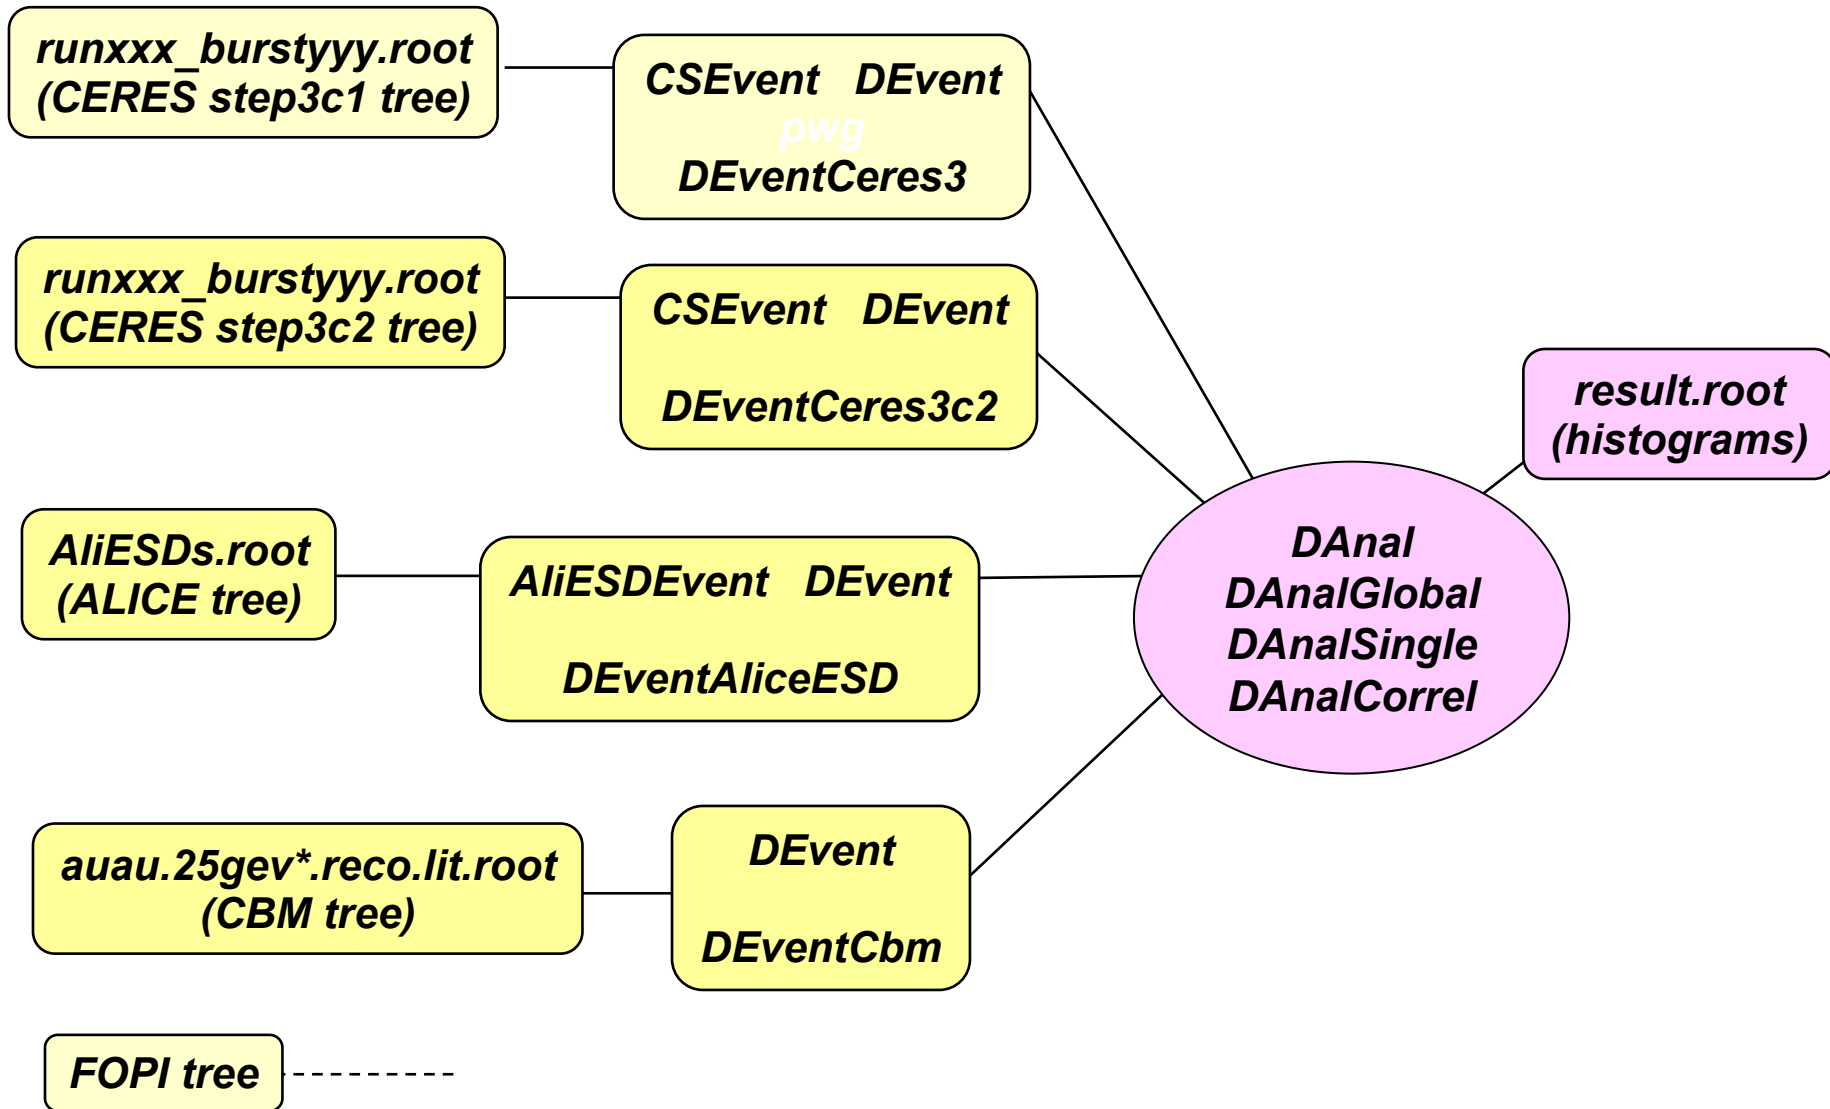 runxxx_burstyyy.root
(CERES step3c1 tree)
CSEvent DEvent
pwg
DEventCeres3
runxxx_burstyyy.root
(CERES step3c2 tree)
CSEvent DEvent
DEventCeres3c2
AliESDs.root
(ALICE tree)
AliESDEvent DEvent
DEventAliceESD
auau.25gev*.reco.lit.root
(CBM tree)
DEvent
DEventCbm
FOPI tree
DAnal
DAnalGlobal
DAnalSingle
DAnalCorrel
result.root
(histograms)